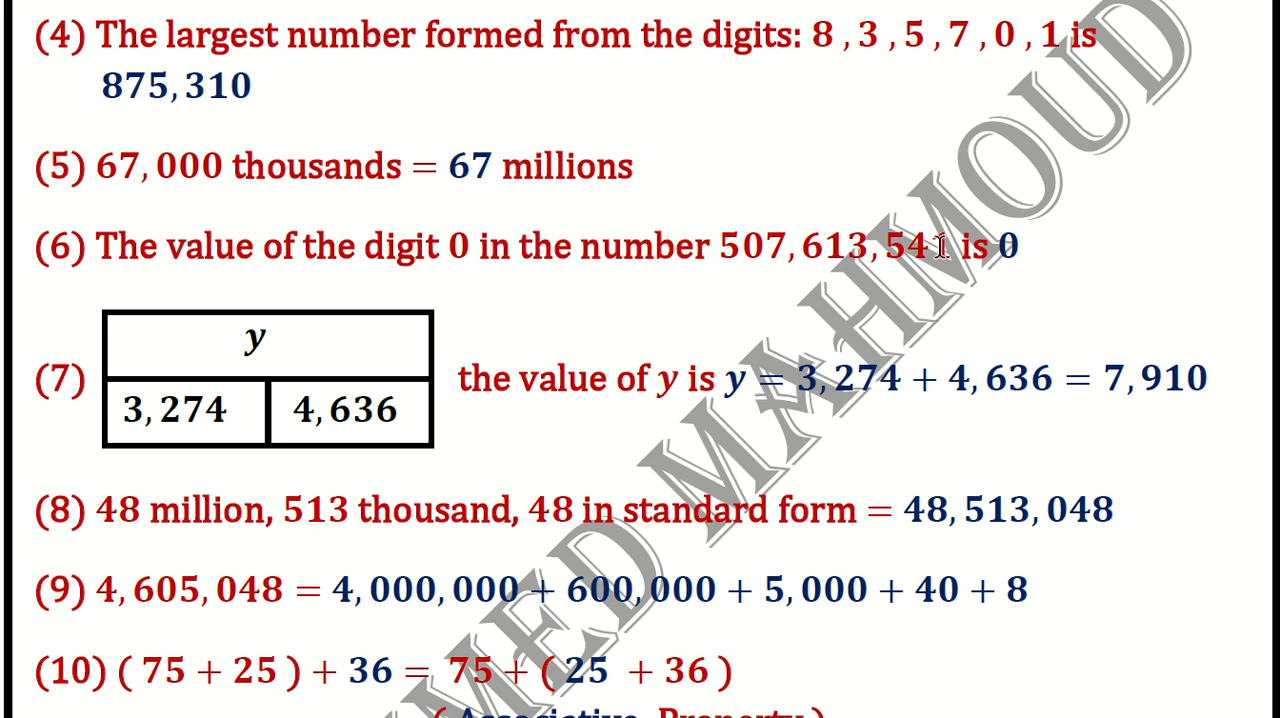 (4) The largest number formed from the digits: 8 , 3 , 5 , 7 , 0 , 1 is
875,310
(5) 67,000 thousands = 67 millions
(6) The value of the digit 0 in the number 507,613,541 is 0
y
(7) the value of y is y = 3,274 + 4,636 = 7,910
3,274 4,636
(8) 48 million, 513 thousand, 48 in standard form = 48,513,048
(9) 4,605,048 = 4,000,000 + 600,000 + 5,000 + 40 + 8
(10) ( 75 + 25 ) + 36 = 75 + ( 25 + 36 )
( Associative Property )
MED MAHMOUD